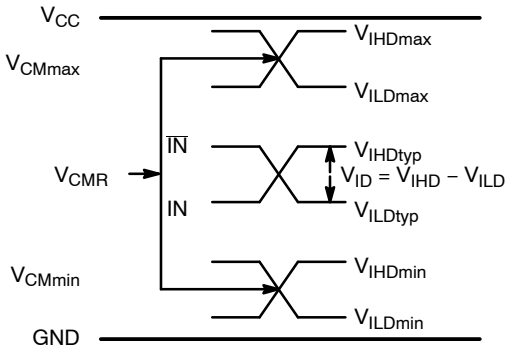 VCC
VIHDmax
VCMmax
VILDmax
IN
VIHDtyp
VCMR
VID = VIHD − VILD
IN
VILDtyp
VCMmin
VIHDmin
VILDmin
GND